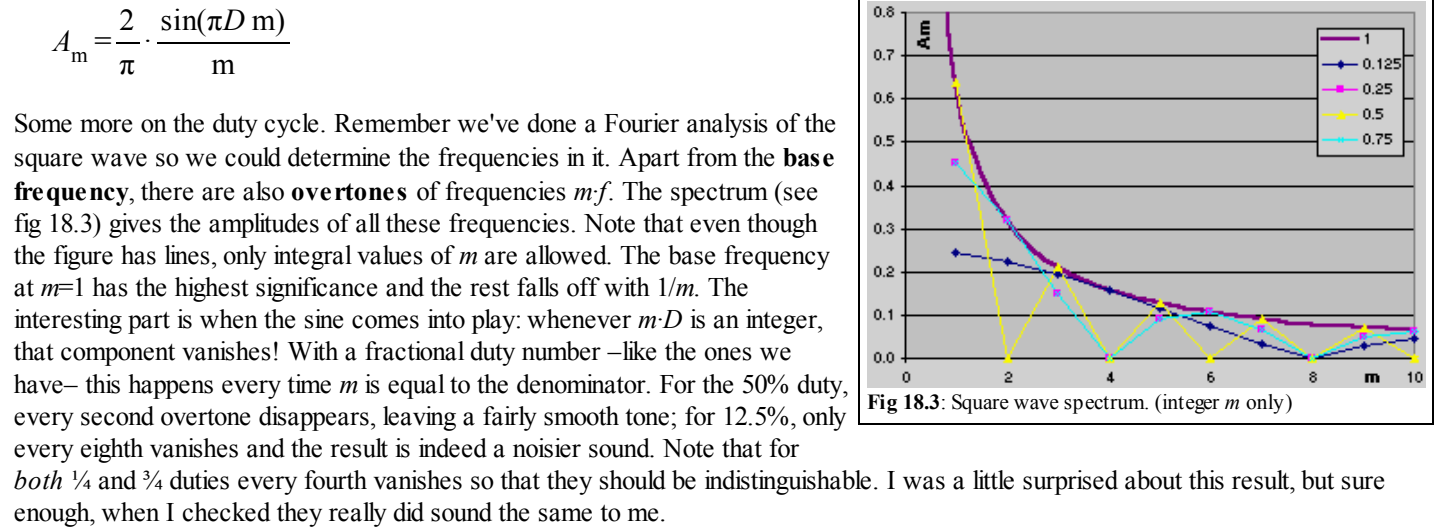 A_m = 2/π · sin(πD m)/m
Some more on the duty cycle. Remember we've done a Fourier analysis of the
square wave so we could determine the frequencies in it. Apart from the base
frequency, there are also overtones of frequencies m·f. The spectrum (see
fig 18.3) gives the amplitudes of all these frequencies. Note that even though
the figure has lines, only integral values of m are allowed. The base frequency
at m=1 has the highest significance and the rest falls off with 1/m. The
interesting part is when the sine comes into play: whenever m·D is an integer,
that component vanishes! With a fractional duty number –like the ones we
have– this happens every time m is equal to the denominator. For the 50% duty,
every second overtone disappears, leaving a fairly smooth tone; for 12.5%, only
every eighth vanishes and the result is indeed a noisier sound. Note that for
both ¼ and ¾ duties every fourth vanishes so that they should be indistinguishable. I was a little surprised about this result, but sure
enough, when I checked they really did sound the same to me.
Am
0.8
0.7
0.6
0.5
0.4
0.3
0.2
0.1
0.0
0 2 4 6 8 m 10
1
0.125
0.25
0.5
0.75
Fig 18.3: Square wave spectrum. (integer m only)